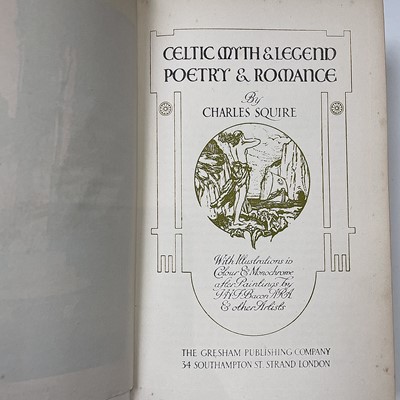 CELTIC MYTH & LEGEND
POETRY & ROMANCE
By
CHARLES SQUIRE
With Illustrations in
Colour & Monochrome
after Paintings by
J·H·F·Bacon A·R·A
& other Artists
THE GRESHAM PUBLISHING COMPANY
34 SOUTHAMPTON ST. STRAND LONDON